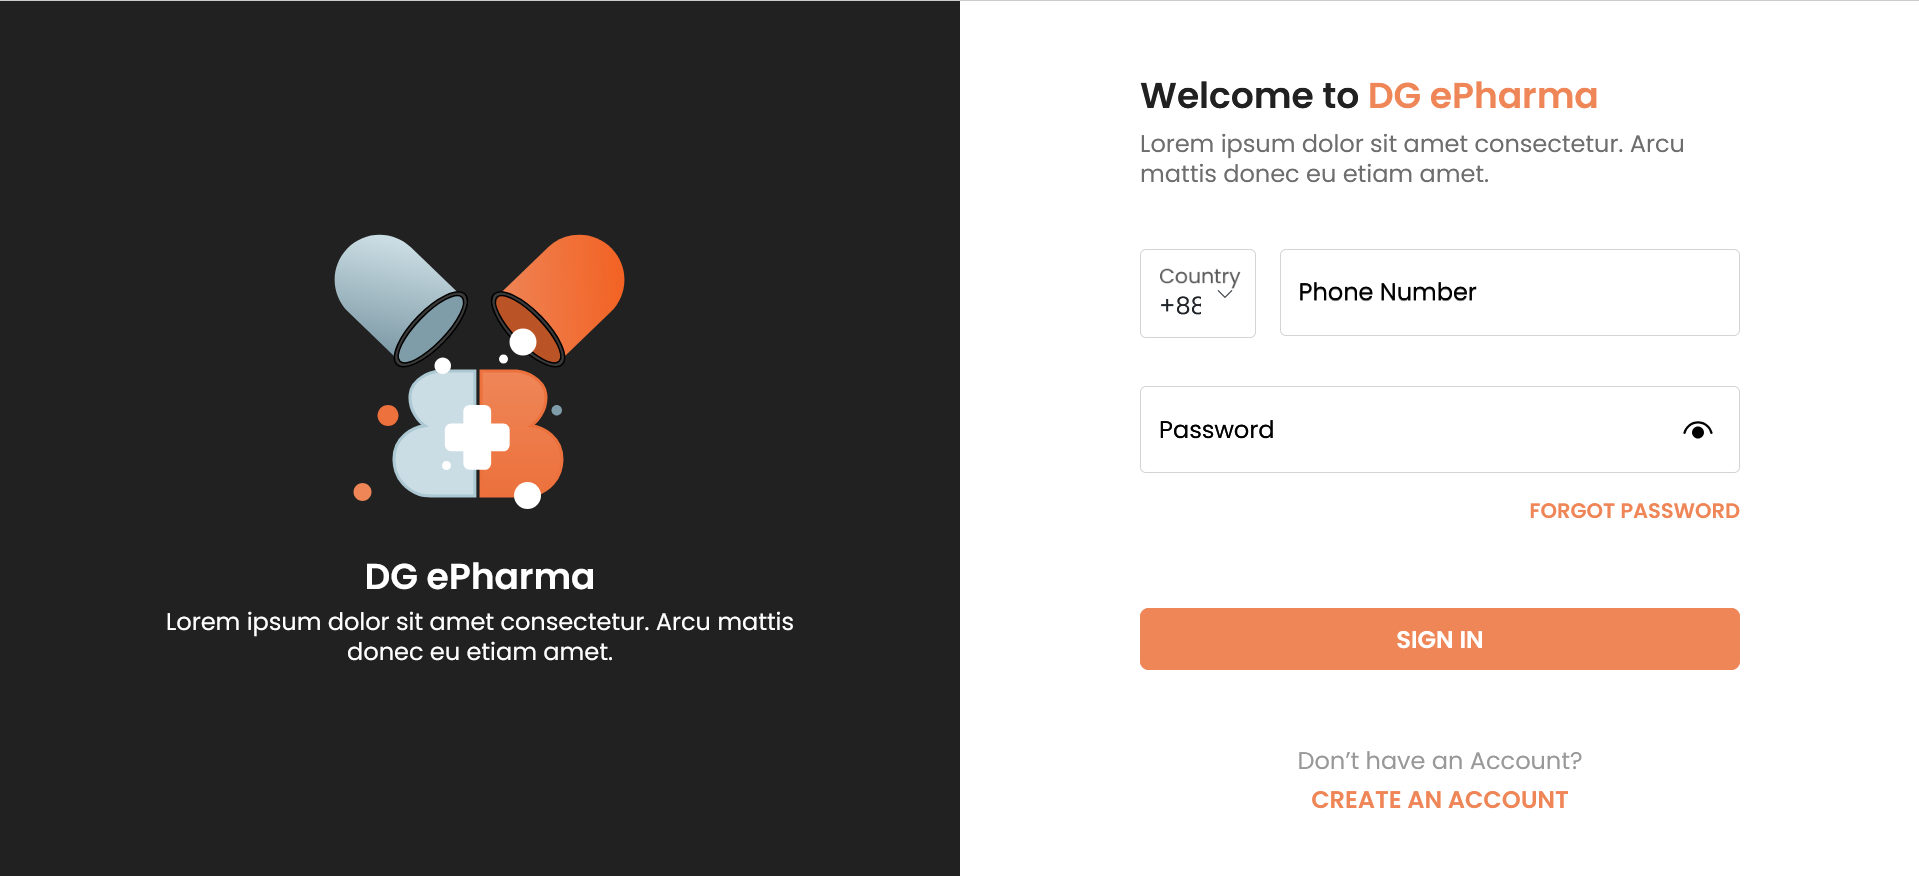 DG ePharma
Lorem ipsum dolor sit amet consectetur. Arcu mattis
donec eu etiam amet.
Welcome to DG ePharma
Lorem ipsum dolor sit amet consectetur. Arcu
mattis donec eu etiam amet.
Country
+88
Phone Number
Password
FORGOT PASSWORD
SIGN IN
Don’t have an Account?
CREATE AN ACCOUNT